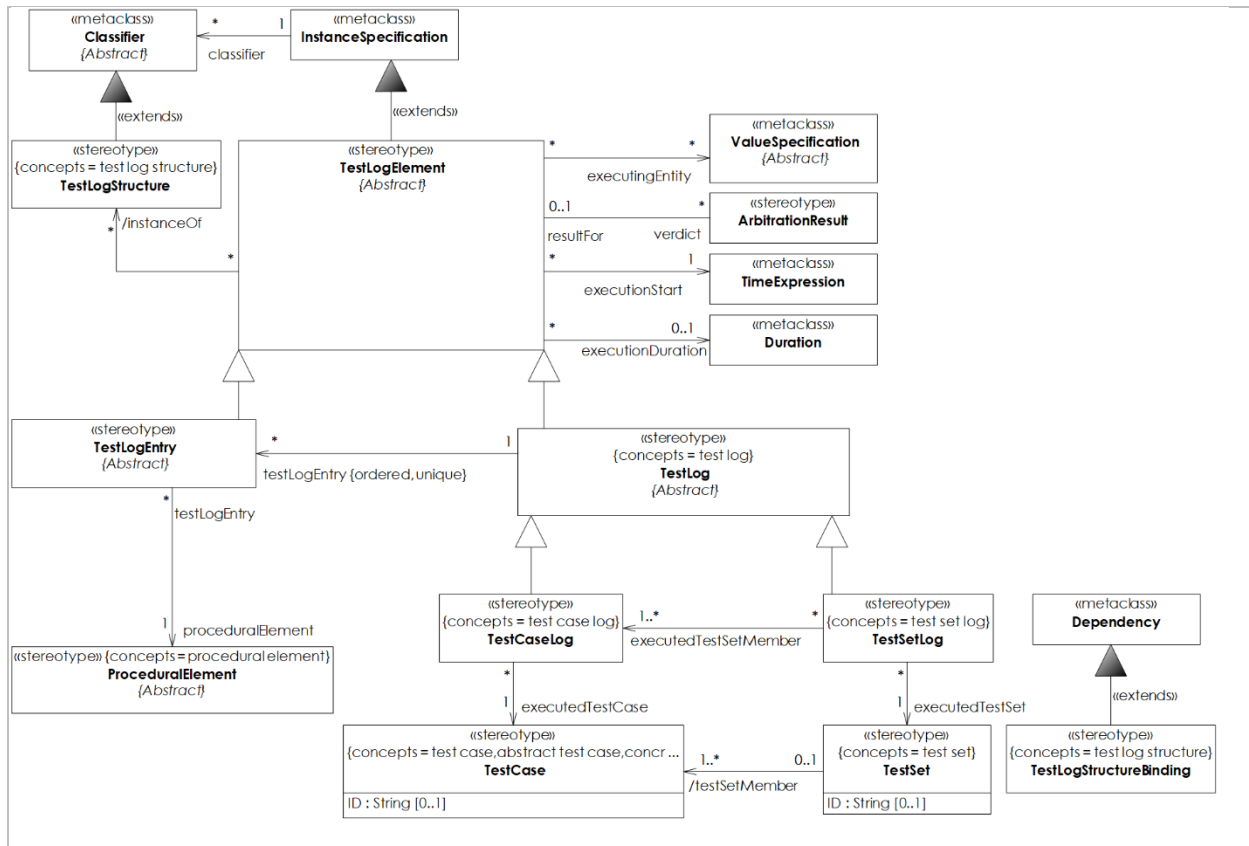 «metaclass»
Classifier
{Abstract}
*
1
classifier
«metaclass»
InstanceSpecification
«extends»
«extends»
«stereotype»
{concepts = test log structure}
TestLogStructure
/instanceOf
*
*
«stereotype»
TestLogElement
{Abstract}
*
*
executingEntity
«metaclass»
ValueSpecification
{Abstract}
0..1
*
resultFor
verdict
«stereotype»
ArbitrationResult
*
1
executionStart
«metaclass»
TimeExpression
*
0..1
executionDuration
«metaclass»
Duration
«stereotype»
TestLogEntry
{Abstract}
*
1
testLogEntry {ordered, unique}
«stereotype»
{concepts = test log}
TestLog
{Abstract}
*
testLogEntry
1
proceduralElement
«stereotype» {concepts = procedural element}
ProceduralElement
{Abstract}
«stereotype»
{concepts = test case log}
TestCaseLog
1..*
*
executedTestSetMember
«stereotype»
{concepts = test set log}
TestSetLog
«metaclass»
Dependency
*
1
executedTestCase
*
1
executedTestSet
«extends»
«stereotype»
{concepts = test case,abstract test case,concr ...
TestCase
ID : String [0..1]
1..*
0..1
/testSetMember
«stereotype»
{concepts = test set}
TestSet
ID : String [0..1]
«stereotype»
{concepts = test log structure}
TestLogStructureBinding